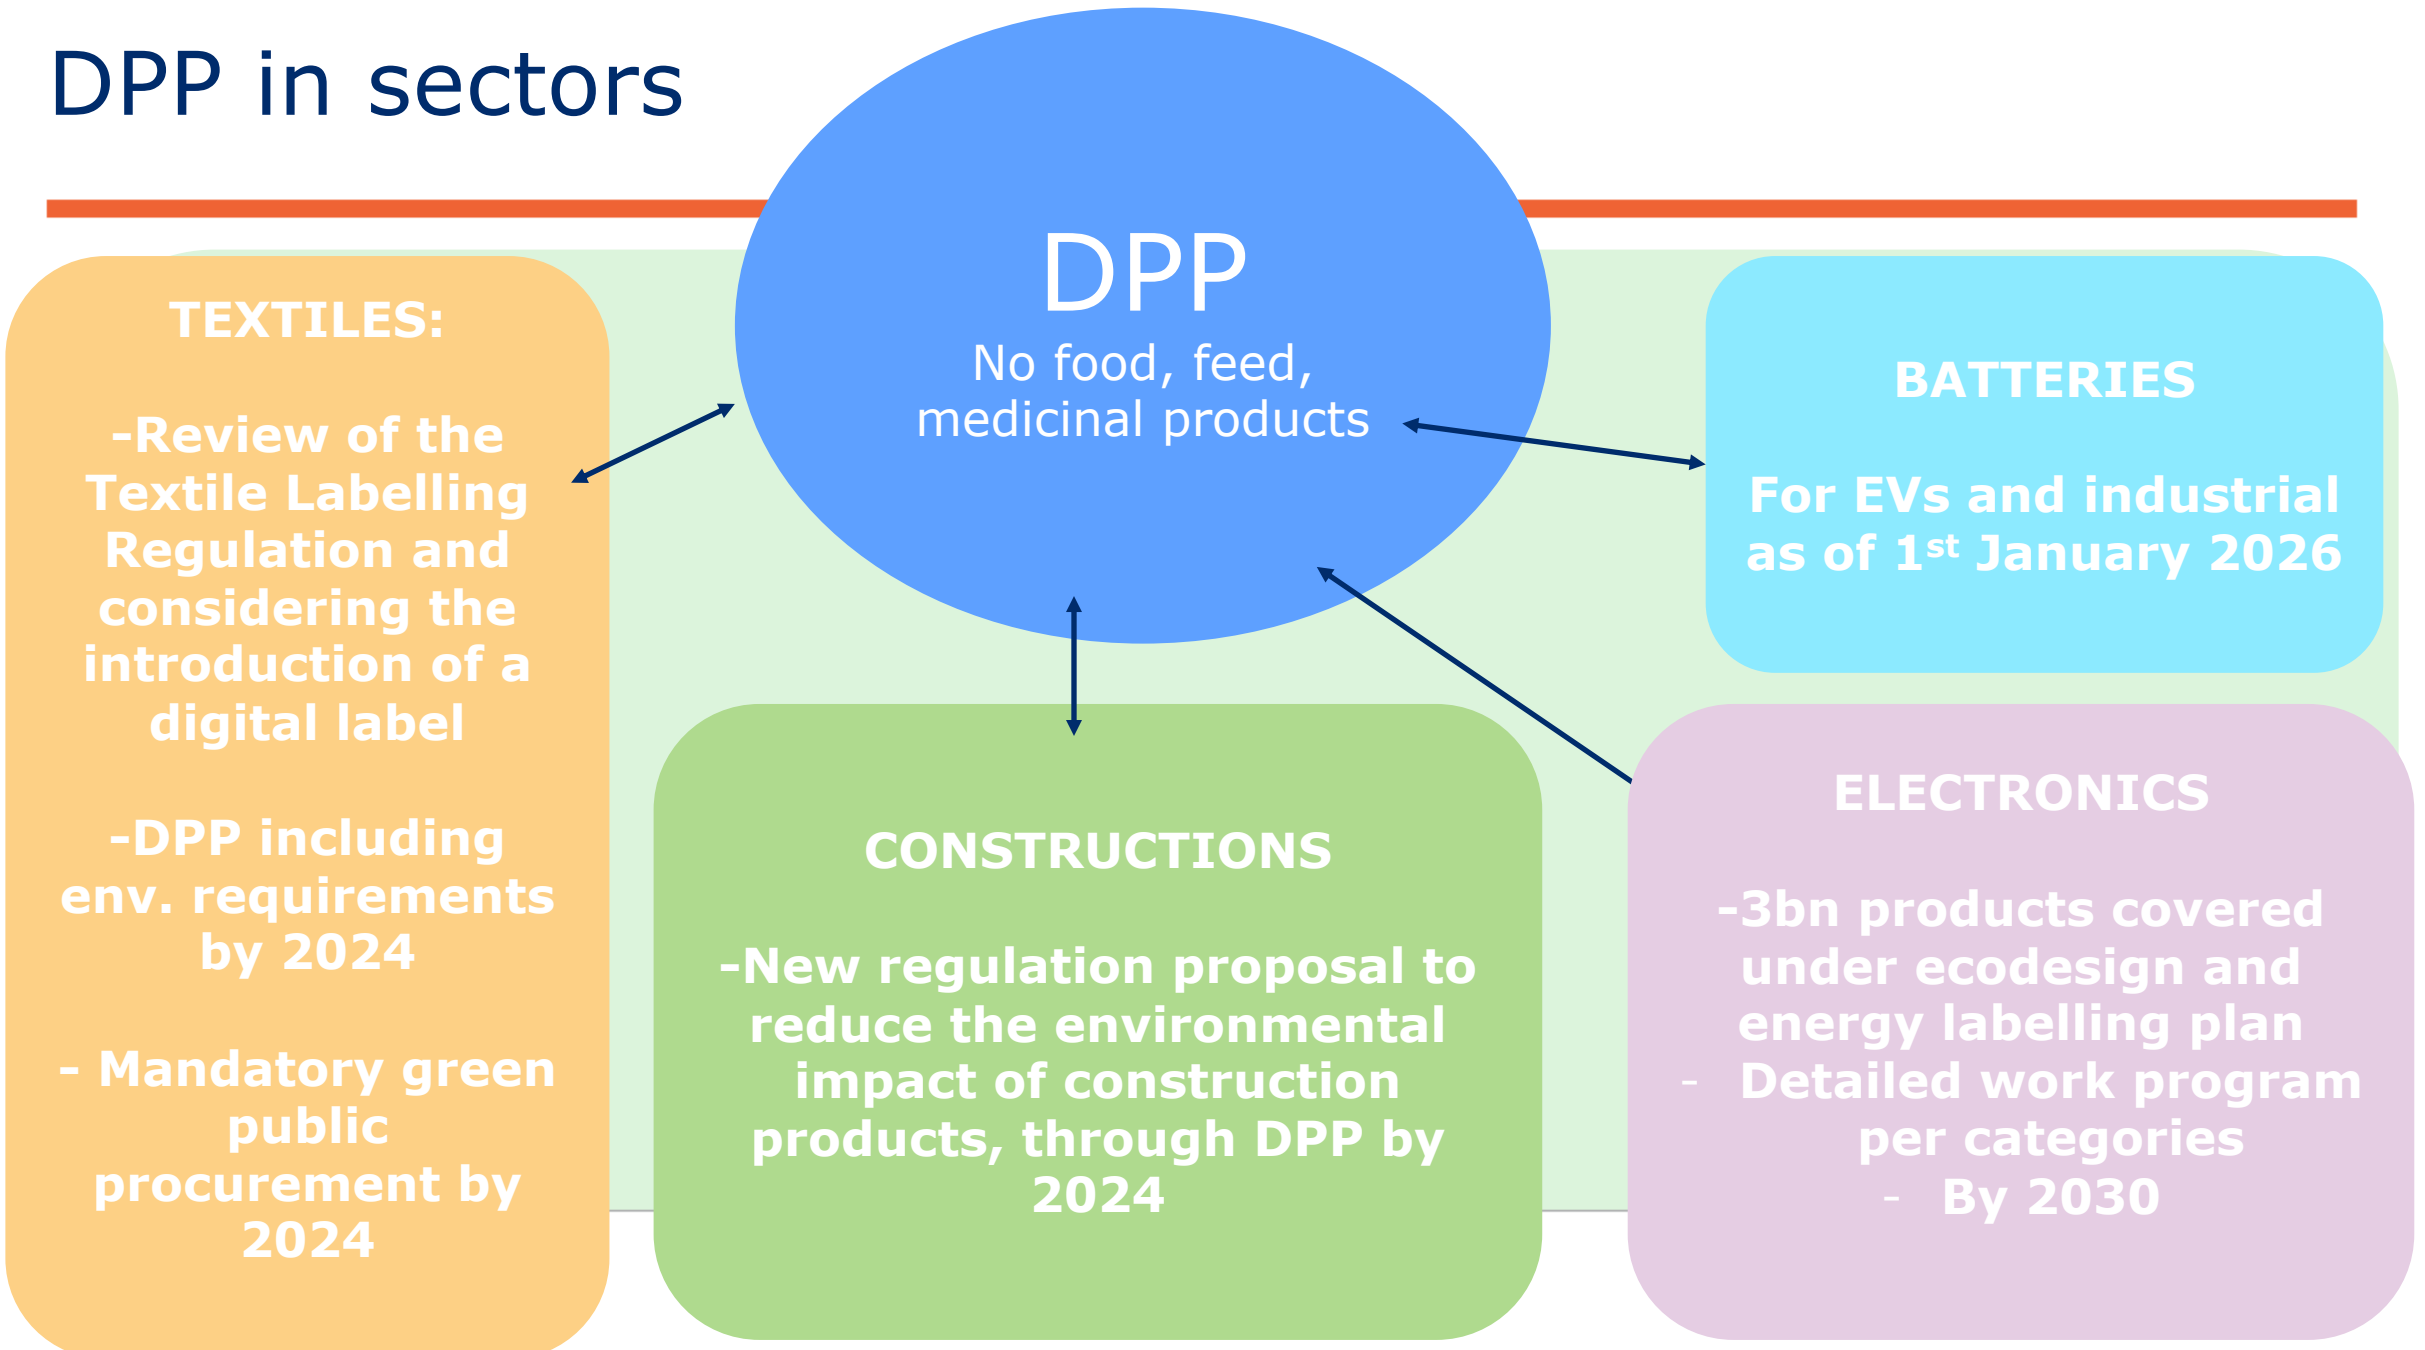 DPP in sectors
DPP
No food, feed,
medicinal products
TEXTILES:
-Review of the
Textile Labelling
Regulation and
considering the
introduction of a
digital label
-DPP including
env. requirements
by 2024
- Mandatory green
public
procurement by
2024
CONSTRUCTIONS
-New regulation proposal to
reduce the environmental
impact of construction
products, through DPP by
2024
BATTERIES
For EVs and industrial
as of 1st January 2026
ELECTRONICS
-3bn products covered
under ecodesign and
energy labelling plan
- Detailed work program
per categories
- By 2030